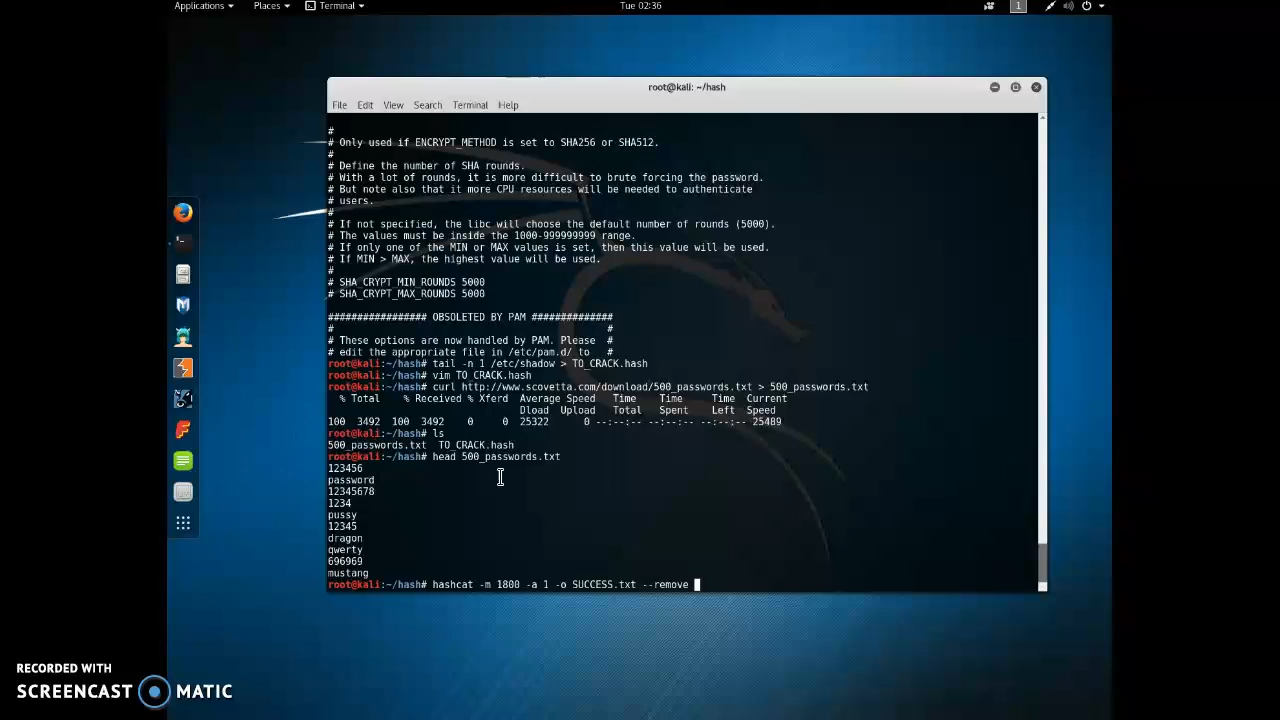 Applications Places Terminal Tue 02:36 1
root@kali: ~/hash
File Edit View Search Terminal Help
#
# Only used if ENCRYPT_METHOD is set to SHA256 or SHA512.
#
# Define the number of SHA rounds.
# With a lot of rounds, it is more difficult to brute forcing the password.
# But note also that it more CPU resources will be needed to authenticate
# users.
#
# If not specified, the libc will choose the default number of rounds (5000).
# The values must be inside the 1000-999999999 range.
# If only one of the MIN or MAX values is set, then this value will be used.
# If MIN > MAX, the highest value will be used.
#
# SHA_CRYPT_MIN_ROUNDS 5000
# SHA_CRYPT_MAX_ROUNDS 5000
################# OBSOLETED BY PAM ##############
# #
# These options are now handled by PAM. Please #
# edit the appropriate file in /etc/pam.d/ to #
root@kali:~/hash# tail -n 1 /etc/shadow > TO_CRACK.hash
root@kali:~/hash# vim TO_CRACK.hash
root@kali:~/hash# curl http://www.scovetta.com/download/500_passwords.txt > 500_passwords.txt
% Total % Received % Xferd Average Speed Time Time Time Current
Dload Upload Total Spent Left Speed
100 3492 100 3492 0 0 25322 0 --:--:-- --:--:-- --:--:-- 25489
root@kali:~/hash# ls
500_passwords.txt TO_CRACK.hash
root@kali:~/hash# head 500_passwords.txt
123456
password
12345678
1234
pussy
12345
dragon
qwerty
696969
mustang
root@kali:~/hash# hashcat -m 1800 -a 1 -o SUCCESS.txt --remove
RECORDED WITH
SCREENCAST MATIC